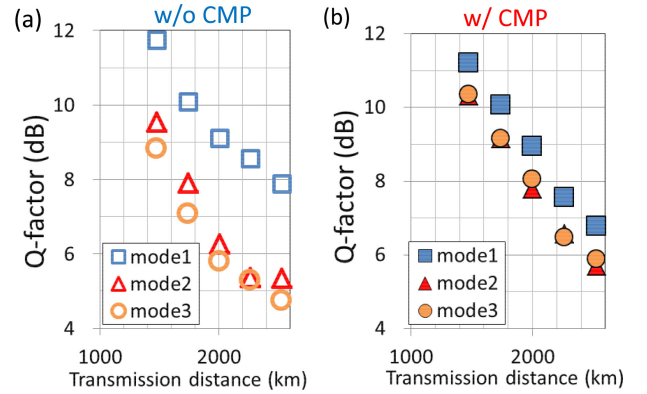 (a)
w/o CMP
12
10
8
6
4
Q-factor (dB)
mode1
mode2
mode3
1000
2000
Transmission distance (km)
(b)
w/ CMP
12
10
8
6
4
Q-factor (dB)
mode1
mode2
mode3
1000
2000
Transmission distance (km)